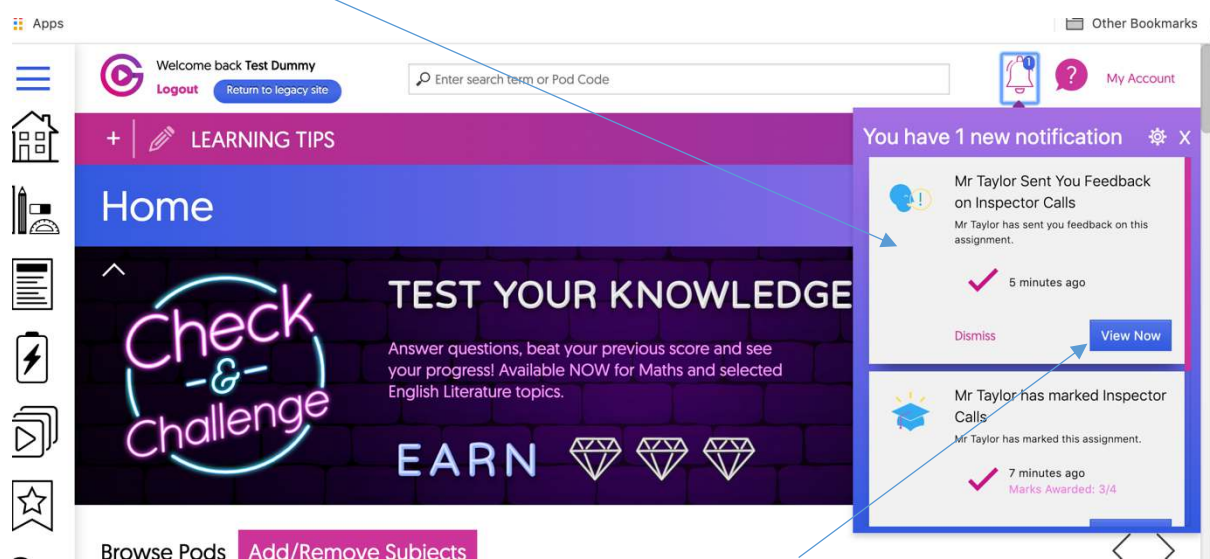 Apps
Other Bookmarks
Welcome back Test Dummy
Logout
Return to legacy site
Enter search term or Pod Code
1
?
My Account
+
LEARNING TIPS
You have 1 new notification
X
Home
Mr Taylor Sent You Feedback
on Inspector Calls
Mr Taylor has sent you feedback on this
assignment.
5 minutes ago
Dismiss
View Now
Check
-&-
Challenge
TEST YOUR KNOWLEDGE
Answer questions, beat your previous score and see
your progress! Available NOW for Maths and selected
English Literature topics.
EARN
Mr Taylor has marked Inspector
Calls
Mr Taylor has marked this assignment.
7 minutes ago
Marks Awarded: 3/4
Browse Pods
Add/Remove Subjects